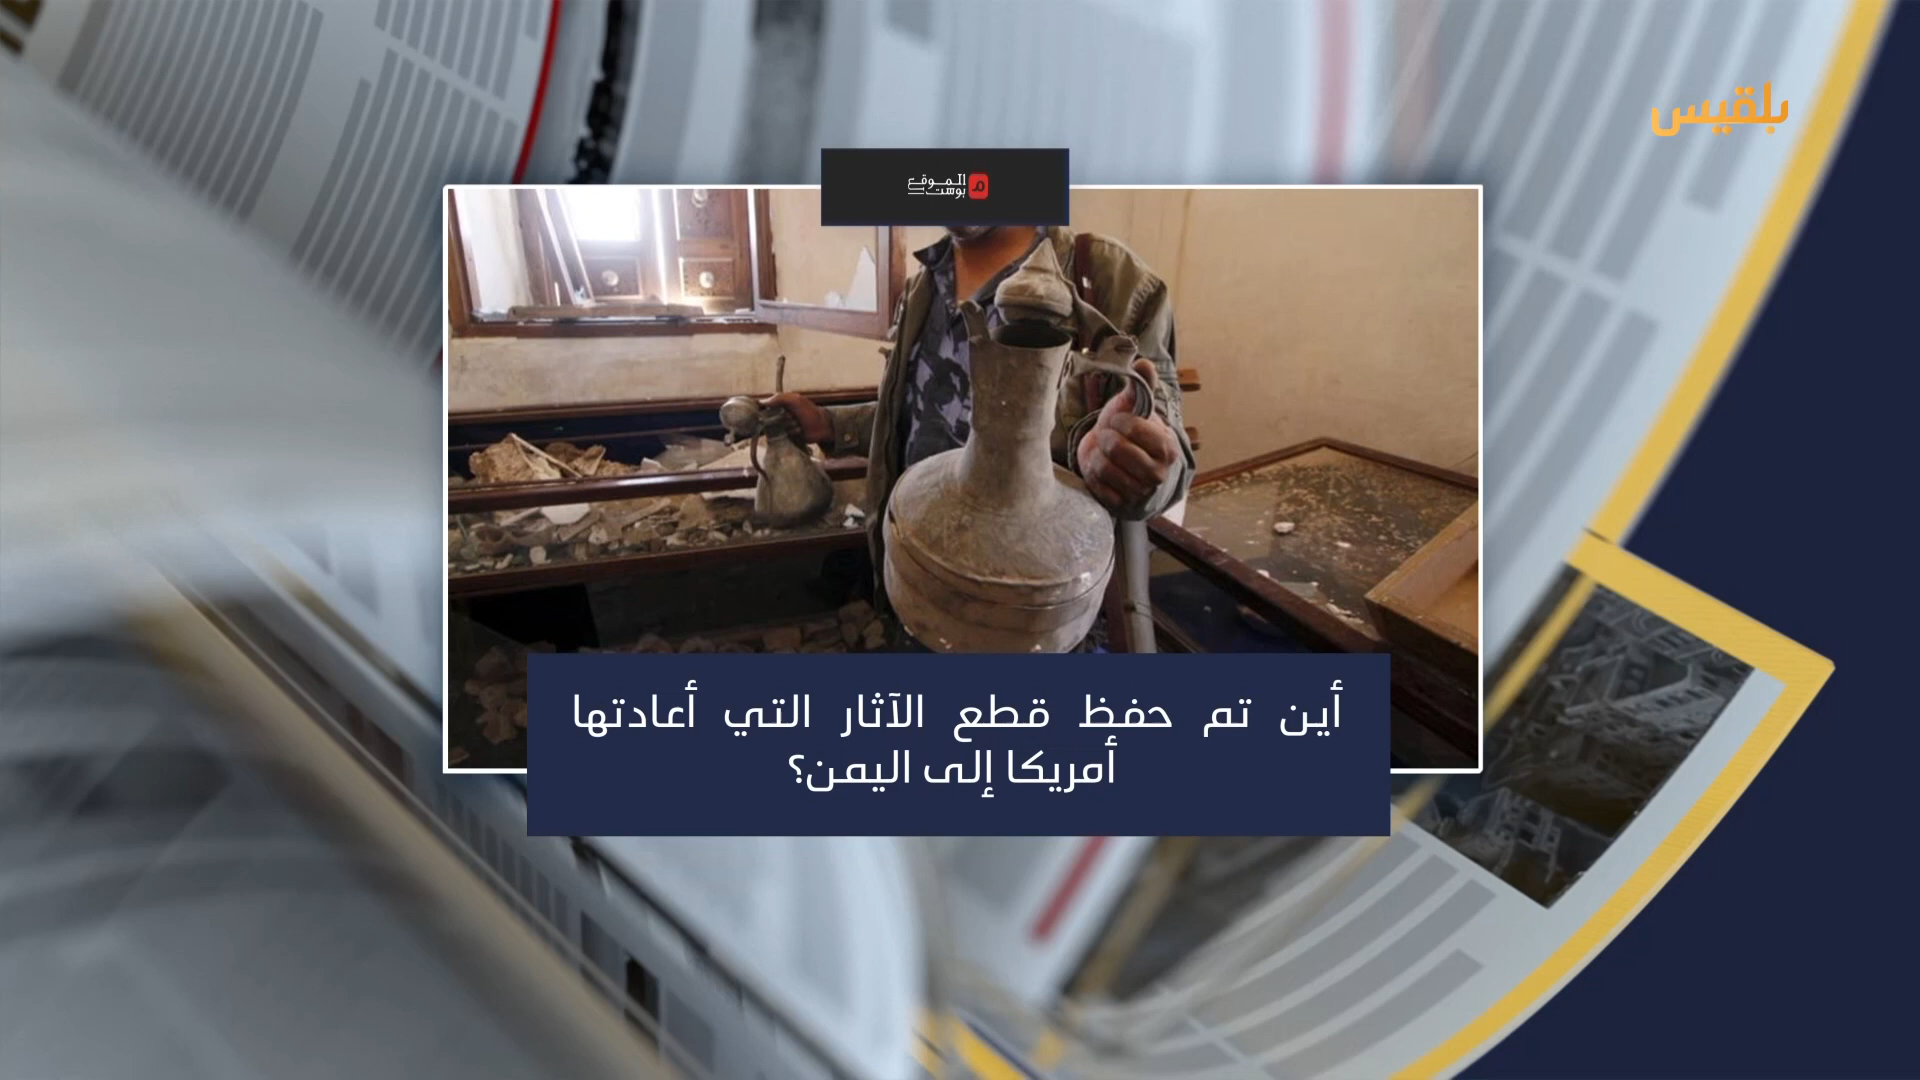 بلقيس
الموقع
بوست
أين تم حفظ قطع الآثار التي أعادتها
أمريكا إلى اليمن؟